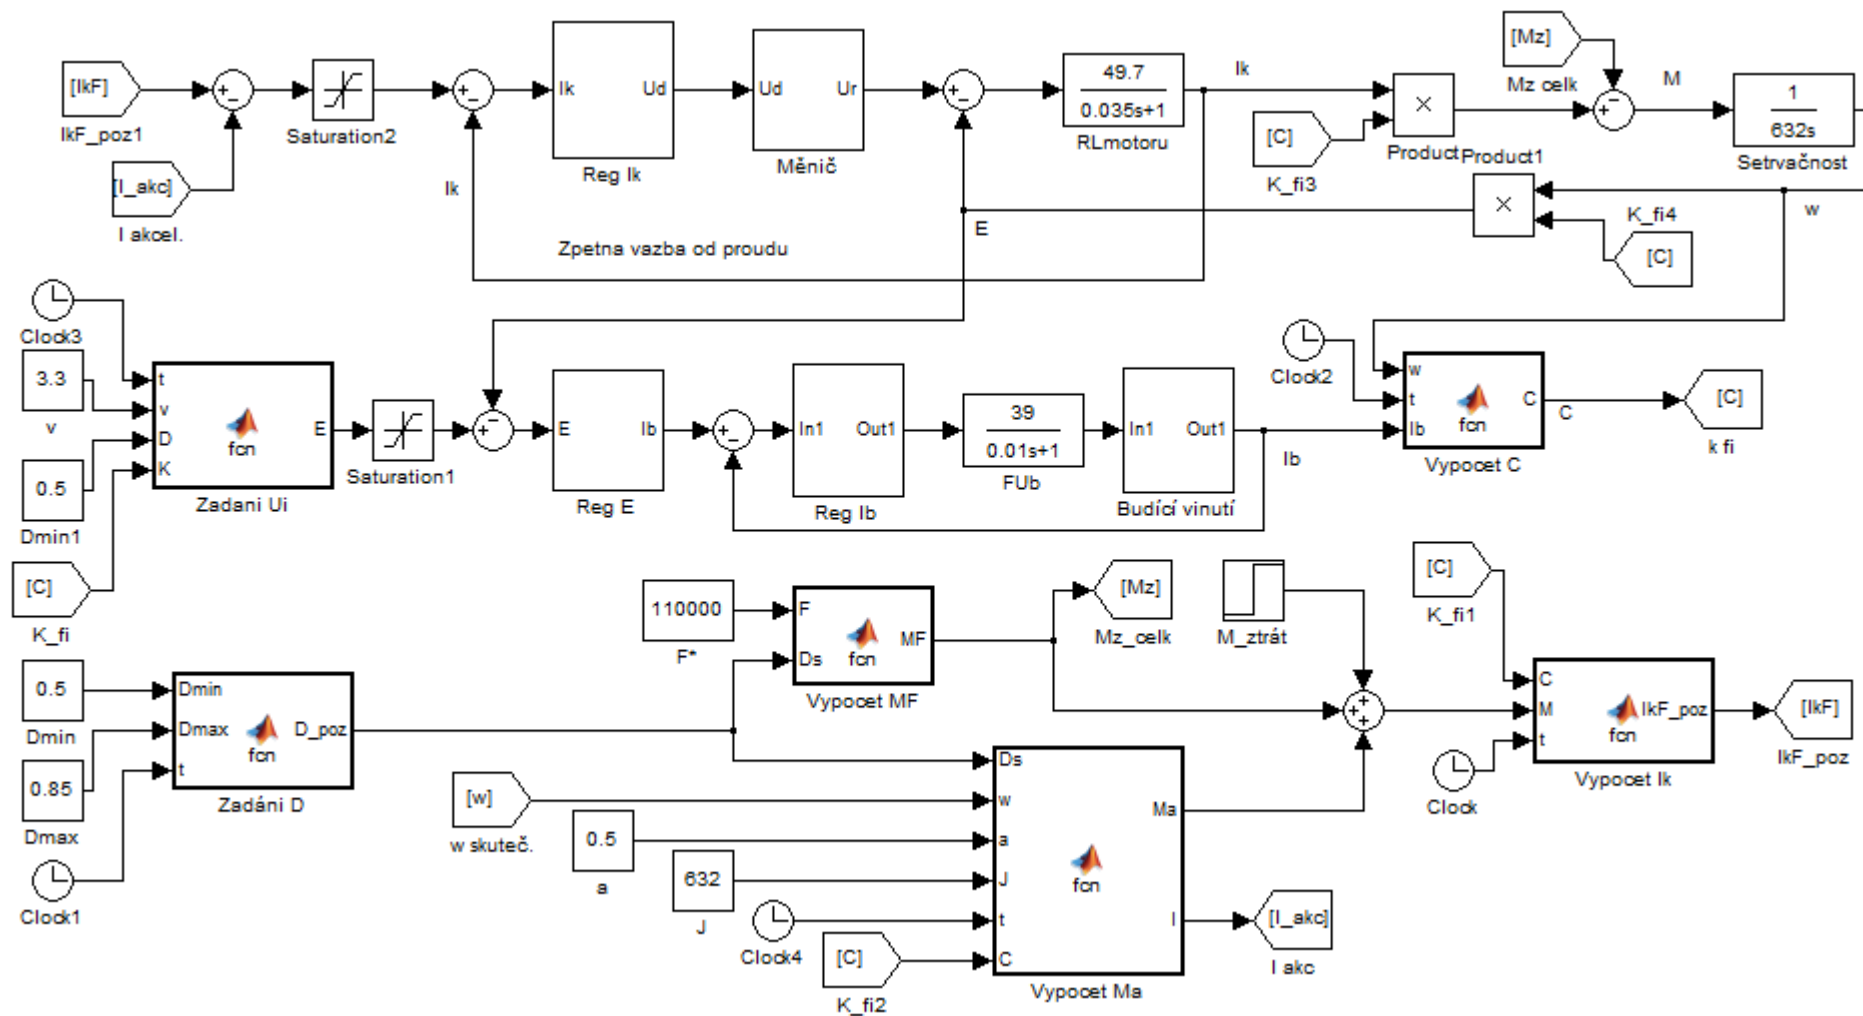 [IkF]
IkF_poz1
+
−
[I_akc]
I akcel.
Saturation2
+
−
Ik
Ik
Ud
Reg Ik
Ud
Ur
Měnič
+
−
49.7
0.035s+1
RLmotoru
Ik
[C]
K_fi3
×
Product
[Mz]
Mz celk
+
−
M
1
632s
Setrvačnost
Product1
×
w
K_fi4
[C]
E
Zpetna vazba od proudu
Clock3
3.3
v
0.5
Dmin1
[C]
K_fi
t
v
D
K
fcn
E
Zadani Ui
Saturation1
+
−
E
Ib
Reg E
+
−
In1
Out1
Reg Ib
39
0.01s+1
FUb
In1
Out1
Budící vinutí
Ib
Clock2
w
t
Ib
fcn
C
Vypocet C
C
[C]
k fi
0.5
Dmin
0.85
Dmax
Clock1
Dmin
Dmax
t
fcn
D_poz
Zadáni D
110000
F*
F
Ds
fcn
MF
Vypocet MF
[Mz]
Mz_celk
M_ztrát
+
+
+
[C]
K_fi1
C
M
t
fcn
IkF_poz
Vypocet Ik
[IkF]
IkF_poz
Clock
[w]
w skuteč.
0.5
a
632
J
Clock4
[C]
K_fi2
Ds
w
a
J
t
C
fcn
Ma
I
Vypocet Ma
[I_akc]
I akc